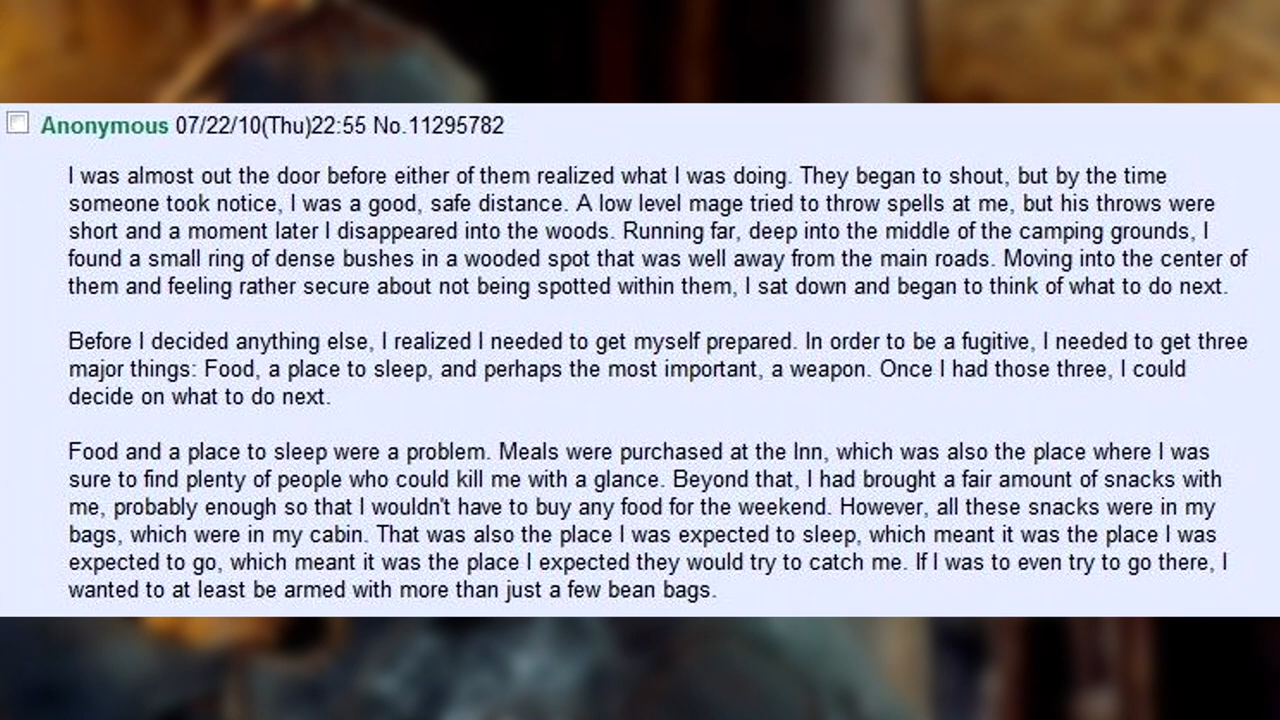 Anonymous 07/22/10(Thu)22:55 No.11295782
I was almost out the door before either of them realized what I was doing. They began to shout, but by the time
someone took notice, I was a good, safe distance. A low level mage tried to throw spells at me, but his throws were
short and a moment later I disappeared into the woods. Running far, deep into the middle of the camping grounds, I
found a small ring of dense bushes in a wooded spot that was well away from the main roads. Moving into the center of
them and feeling rather secure about not being spotted within them, I sat down and began to think of what to do next.
Before I decided anything else, I realized I needed to get myself prepared. In order to be a fugitive, I needed to get three
major things: Food, a place to sleep, and perhaps the most important, a weapon. Once I had those three, I could
decide on what to do next.
Food and a place to sleep were a problem. Meals were purchased at the Inn, which was also the place where I was
sure to find plenty of people who could kill me with a glance. Beyond that, I had brought a fair amount of snacks with
me, probably enough so that I wouldn't have to buy any food for the weekend. However, all these snacks were in my
bags, which were in my cabin. That was also the place I was expected to sleep, which meant it was the place I was
expected to go, which meant it was the place I expected they would try to catch me. If I was to even try to go there, I
wanted to at least be armed with more than just a few bean bags.